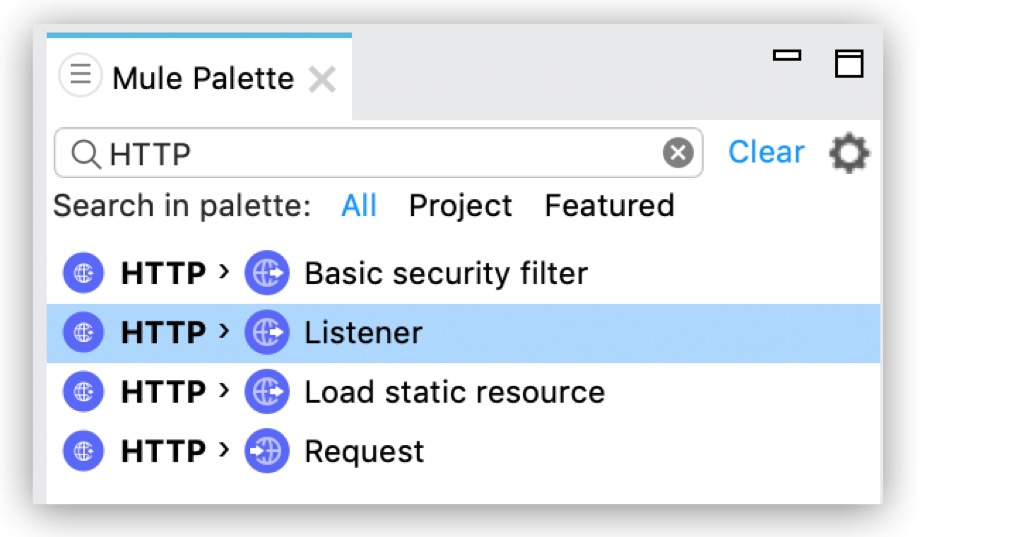 Mule Palette
HTTP Clear
Search in palette: All Project Featured
HTTP > Basic security filter
HTTP > Listener
HTTP > Load static resource
HTTP > Request